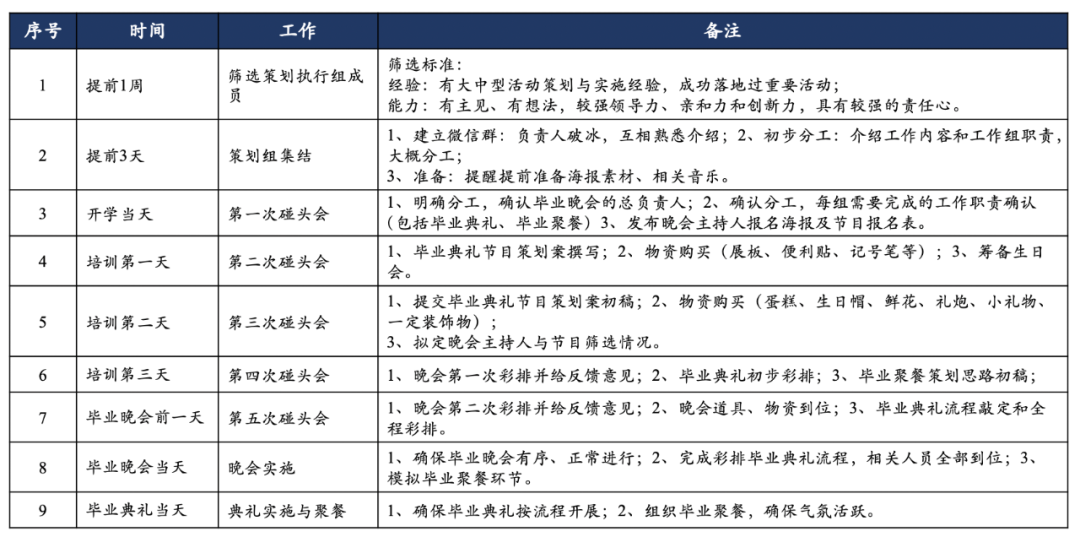 序号 时间 工作 备注
1 提前1周 筛选策划执行组成员 筛选标准：
经验：有大中型活动策划与实施经验，成功落地过重要活动；
能力：有主见、有想法，较强领导力、亲和力和创新力，具有较强的责任心。
2 提前3天 策划组集结 1、建立微信群：负责人破冰，互相熟悉介绍；2、初步分工：介绍工作内容和工作组职责，
大概分工；
3、准备：提醒提前准备海报素材、相关音乐。
3 开学当天 第一次碰头会 1、明确分工，确认毕业晚会的总负责人；2、确认分工，每组需要完成的工作职责确认
（包括毕业典礼、毕业聚餐）3、发布晚会主持人报名海报及节目报名表。
4 培训第一天 第二次碰头会 1、毕业典礼节目策划案撰写；2、物资购买（展板、便利贴、记号笔等）；3、筹备生日
会。
5 培训第二天 第三次碰头会 1、提交毕业典礼节目策划案初稿；2、物资购买（蛋糕、生日帽、鲜花、礼炮、小礼物、
一定装饰物）；
3、拟定晚会主持人与节目筛选情况。
6 培训第三天 第四次碰头会 1、晚会第一次彩排并给反馈意见；2、毕业典礼初步彩排；3、毕业聚餐策划思路初稿；
7 毕业晚会前一天 第五次碰头会 1、晚会第二次彩排并给反馈意见；2、晚会道具、物资到位；3、毕业典礼流程敲定和全
程彩排。
8 毕业晚会当天 晚会实施 1、确保毕业晚会有序、正常进行；2、完成彩排毕业典礼流程，相关人员全部到位；3、
模拟毕业聚餐环节。
9 毕业典礼当天 典礼实施与聚餐 1、确保毕业典礼按流程开展；2、组织毕业聚餐，确保气氛活跃。